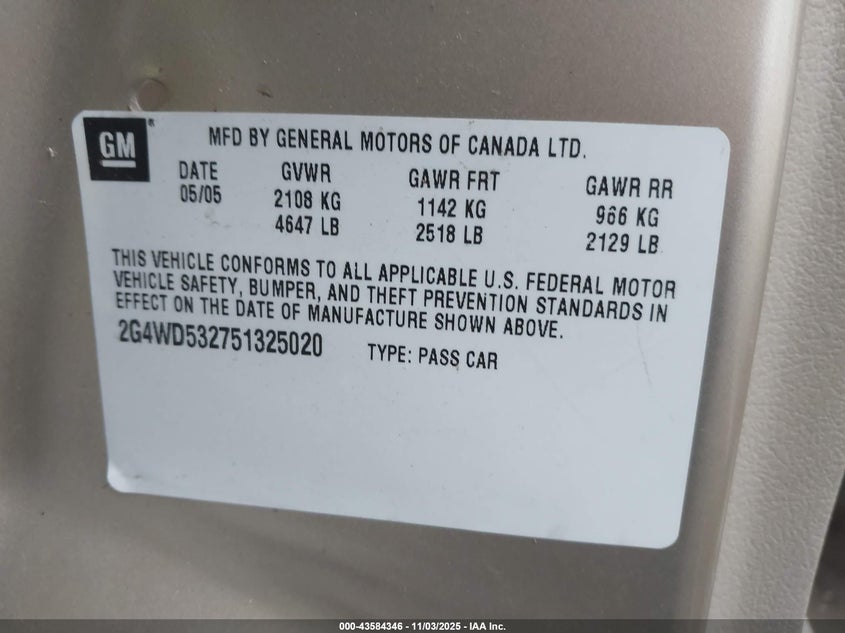 GM
MFD BY GENERAL MOTORS OF CANADA LTD.
DATE GVWR GAWR FRT GAWR RR
05/05 2108 KG 1142 KG 966 KG
4647 LB 2518 LB 2129 LB
THIS VEHICLE CONFORMS TO ALL APPLICABLE U.S. FEDERAL MOTOR
VEHICLE SAFETY, BUMPER, AND THEFT PREVENTION STANDARDS IN
EFFECT ON THE DATE OF MANUFACTURE SHOWN ABOVE.
2G4WD532751325020 TYPE: PASS CAR
000-43584346 - 11/03/2025 - IAA Inc.